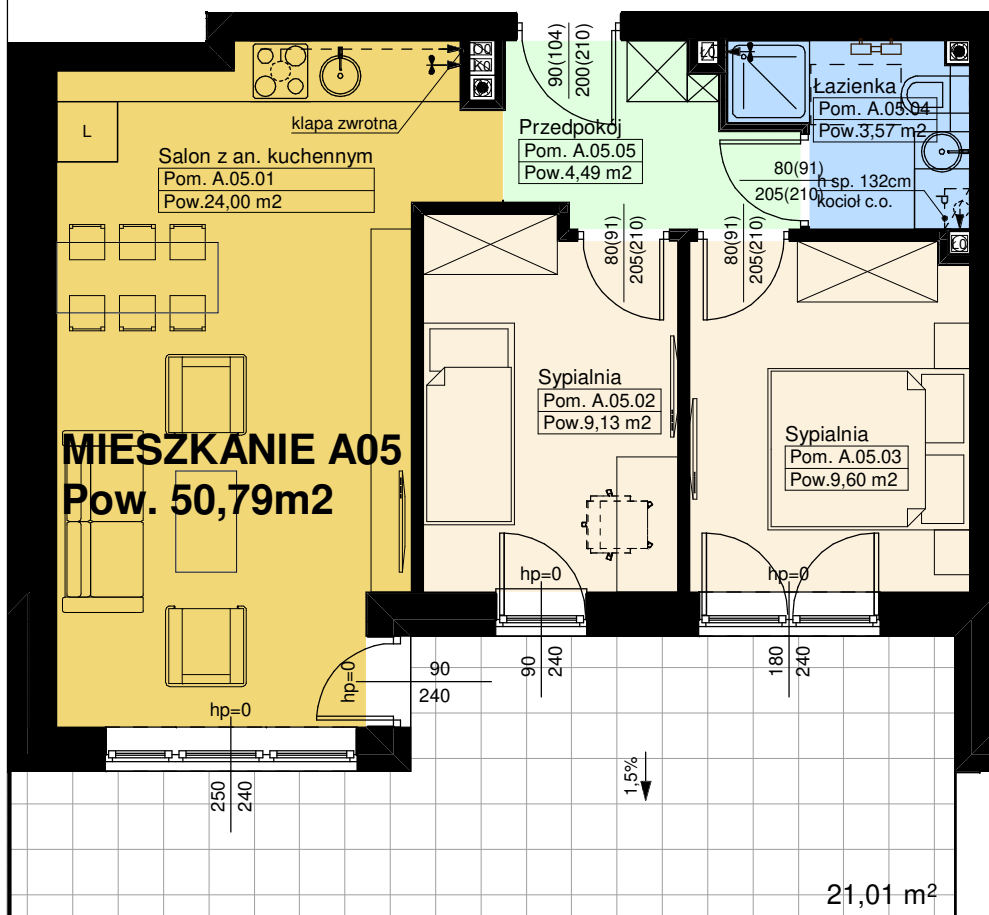 90(104)
200(210)
klapa zwrotna
L
Salon z an. kuchennym
Pom. A.05.01
Pow.24,00 m2
Przedpokój
Pom. A.05.05
Pow.4,49 m2
Łazienka
Pom. A.05.04
Pow.3,57 m2
80(91)
205(210)
h sp. 132cm
kocioł c.o.
80(91)
205(210)
80(91)
205(210)
Sypialnia
Pom. A.05.02
Pow.9,13 m2
Sypialnia
Pom. A.05.03
Pow.9,60 m2
MIESZKANIE A05
Pow. 50,79m2
hp=0
hp=0
90
240
180
240
hp=0
90
240
hp=0
250
240
1,5%
21,01 m²